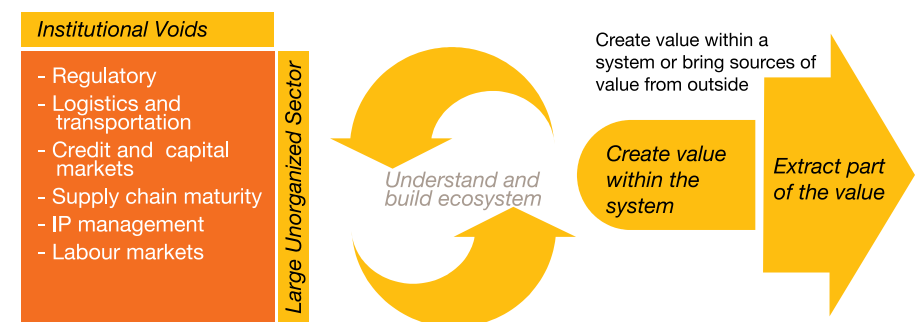 Institutional Voids
- Regulatory
- Logistics and
transportation
- Credit and capital
markets
- Supply chain maturity
- IP management
- Labour markets
Large Unorganized Sector
Understand and
build ecosystem
Create value within a
system or bring sources of
value from outside
Create value
within the
system
Extract part
of the value